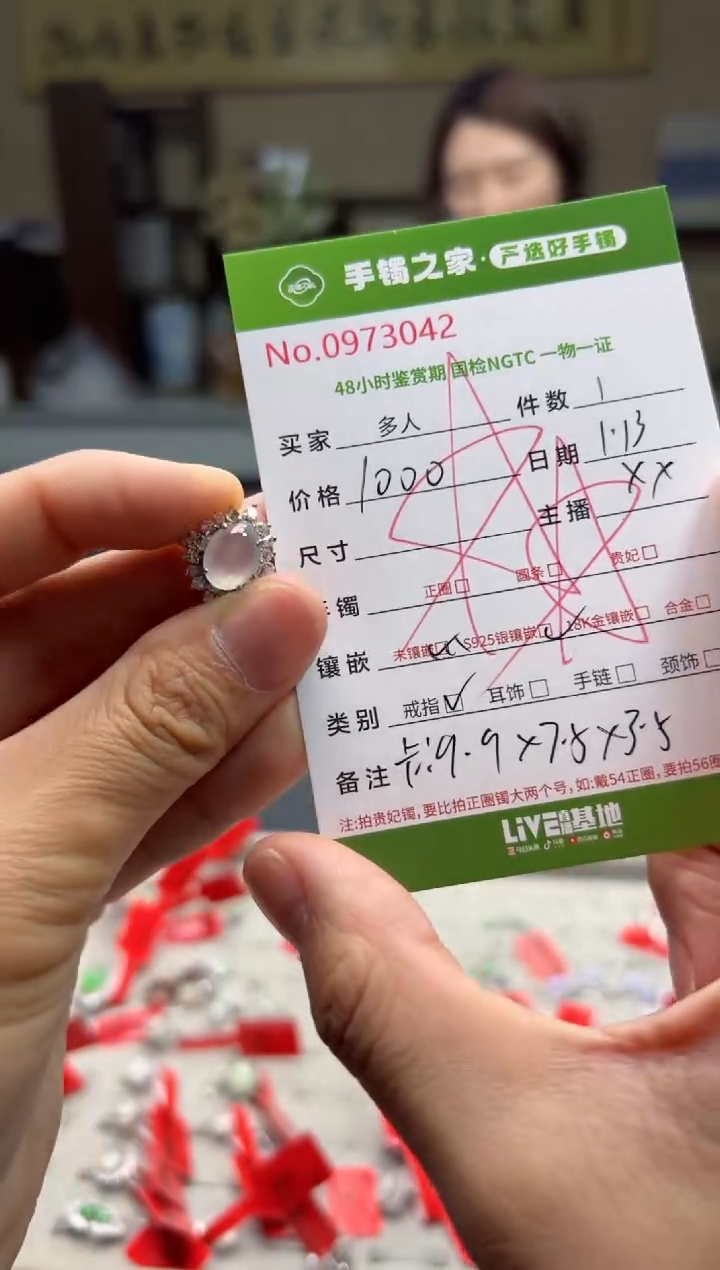 手镯之家·严选好手镯
No.0973042
48小时鉴赏期 国检NGTC 一物一证
买家 多人 件数 1
价格 1000 日期 1.13
尺寸 主播 XX
镯 正圈 圆条 贵妃
镶嵌 未镶嵌 S925银镶嵌 18K金镶嵌 合金
类别 戒指 耳饰 手链 颈饰
备注 长:9.9×7.8×3.5
注:拍贵妃镯,要比拍正圈镯大两个号,如:戴54正圈,要拍56圈
LiVE基地